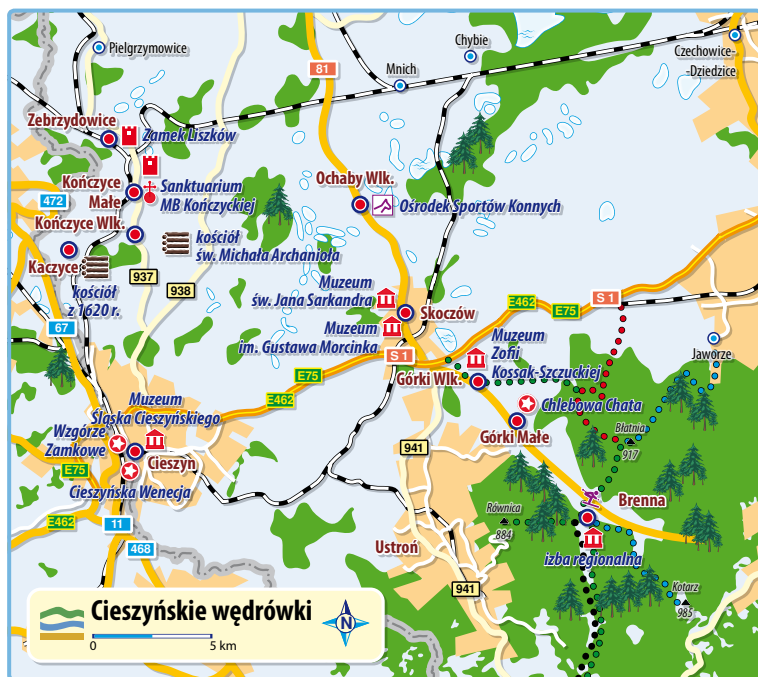 Pielgrzymowice
Chybie
Czechowice-
-Dziedzice
81
Mnich
Zebrzydowice
Zamek Liszków
Kończyce
Małe
Sanktuarium
MB Kończyckiej
472
Ochaby Wlk.
Ośrodek Sportów Konnych
Kończyce Wlk.
kościół
św. Michała Archanioła
Kaczyce
kościół
z 1620 r.
937
938
Muzeum
św. Jana Sarkandra
Skoczów
Muzeum
im. Gustawa Morcinka
E462
E75
S 1
67
S 1
Muzeum
Zofii
Kossak-Szczuckiej
Jaworze
Górki Wlk.
E75
E462
Chlebowa Chata
Górki Małe
Błatnia
917
Muzeum
Śląska Cieszyńskiego
Wzgórze
Zamkowe
Cieszyn
E75
Cieszyńska Wenecja
941
E462
11
468
Równica
884
Brenna
izba regionalna
Ustroń
941
Kotarz
985
Cieszyńskie wędrówki
N
0
5 km